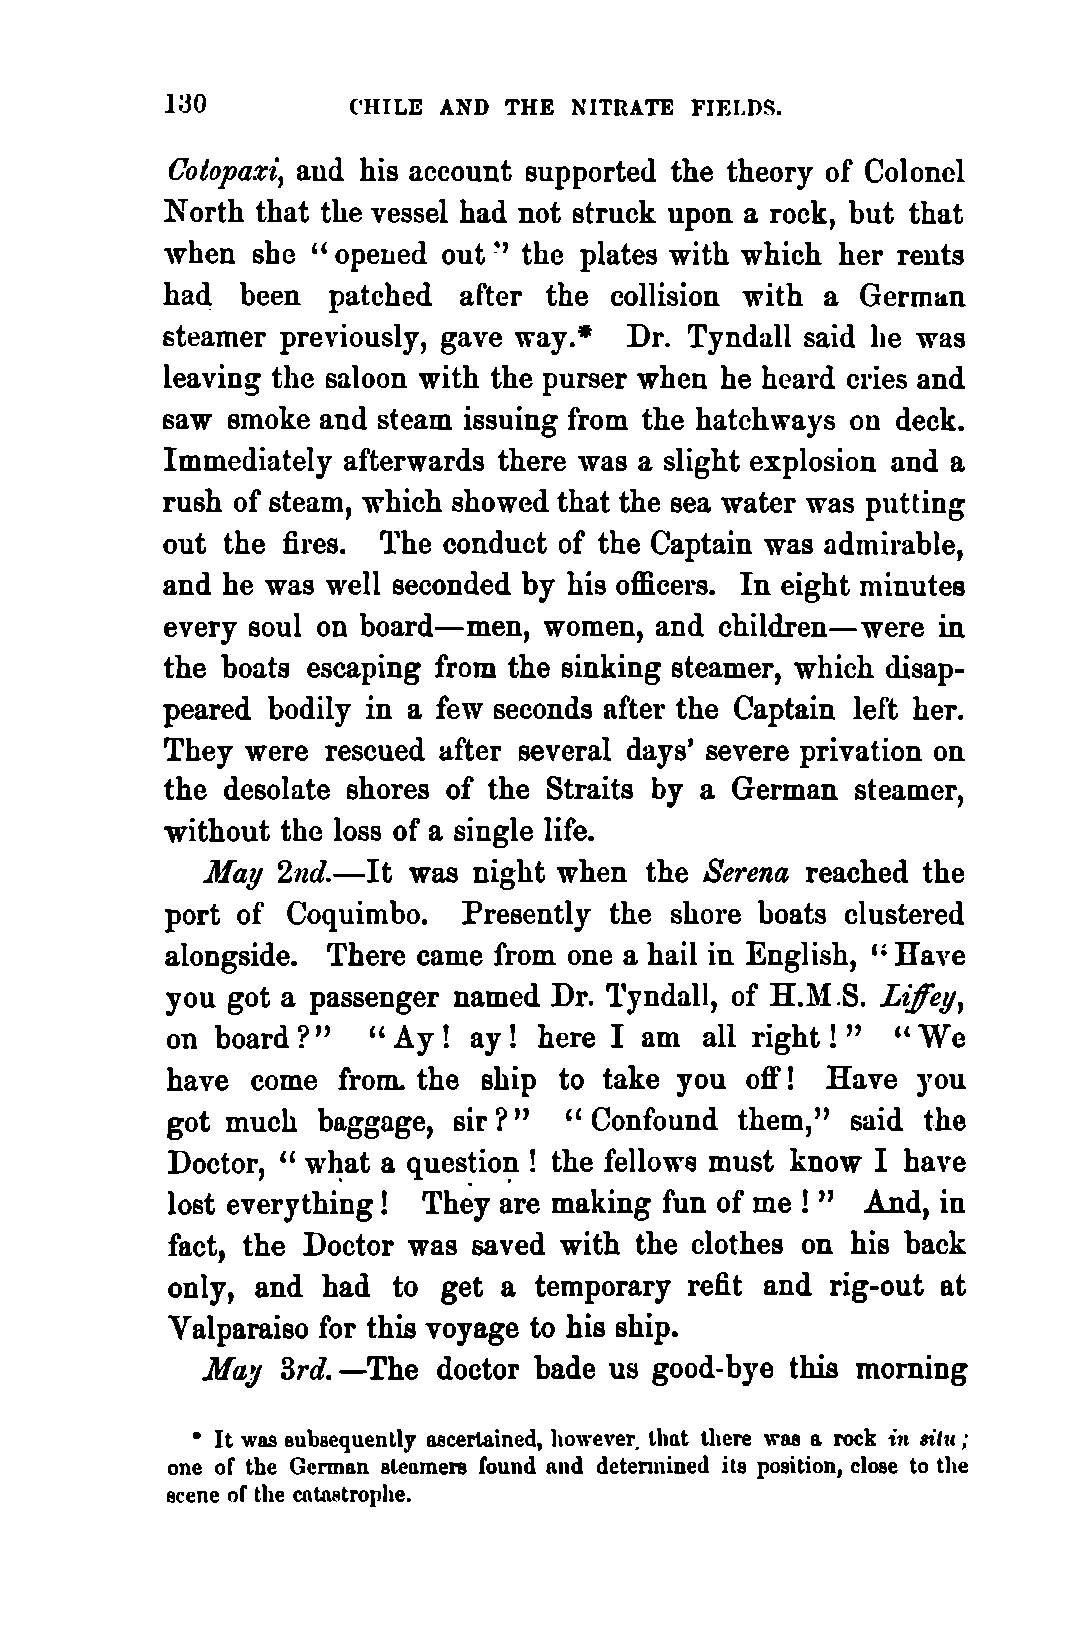 130 CHILE AND THE NITRATE FIELDS.
Cotopaxi, and his account supported the theory of Colonel
North that the vessel had not struck upon a rock, but that
when she “opened out” the plates with which her rents
had been patched after the collision with a German
steamer previously, gave way.* Dr. Tyndall said he was
leaving the saloon with the purser when he heard cries and
saw smoke and steam issuing from the hatchways on deck.
Immediately afterwards there was a slight explosion and a
rush of steam, which showed that the sea water was putting
out the fires. The conduct of the Captain was admirable,
and he was well seconded by his officers. In eight minutes
every soul on board—men, women, and children—were in
the boats escaping from the sinking steamer, which disap-
peared bodily in a few seconds after the Captain left her.
They were rescued after several days’ severe privation on
the desolate shores of the Straits by a German steamer,
without the loss of a single life.
May 2nd.—It was night when the Serena reached the
port of Coquimbo. Presently the shore boats clustered
alongside. There came from one a hail in English, “Have
you got a passenger named Dr. Tyndall, of H.M.S. Liffey,
on board?” “Ay! ay! here I am all right!” “We
have come from the ship to take you off! Have you
got much baggage, sir?” “Confound them,” said the
Doctor, “what a question! the fellows must know I have
lost everything! They are making fun of me!” And, in
fact, the Doctor was saved with the clothes on his back
only, and had to get a temporary refit and rig-out at
Valparaiso for this voyage to his ship.
May 3rd.—The doctor bade us good-bye this morning
* It was subsequently ascertained, however, that there was a rock in situ;
one of the German steamers found and determined its position, close to the
scene of the catastrophe.